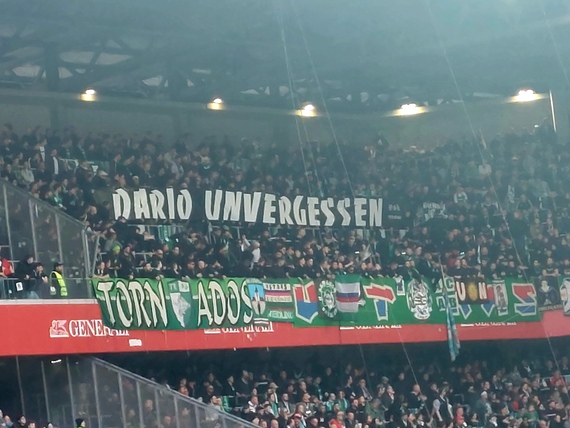 DARIO UNVERGESSEN
TORN ADOS
GENERALI